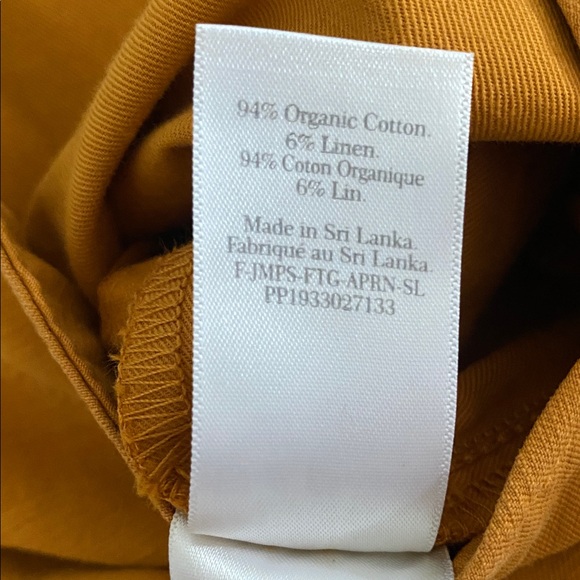 94% Organic Cotton.
6% Linen.
94% Coton Organique
6% Lin.
Made in Sri Lanka.
Fabriqué au Sri Lanka.
F-JMPS-FTG-APRN-SL
PP1933027133